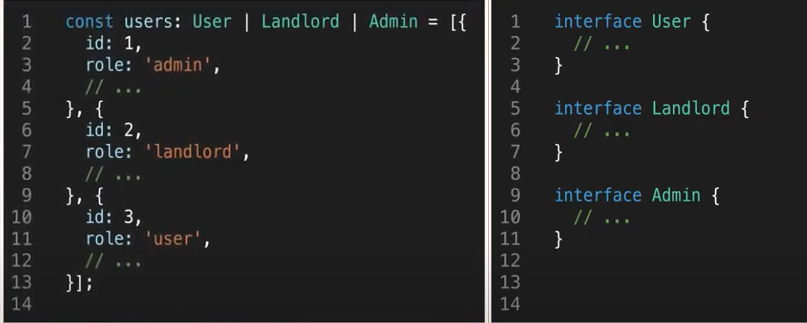 1 const users: User | Landlord | Admin = [{
2 id: 1,
3 role: 'admin',
4 // ...
5 }, {
6 id: 2,
7 role: 'landlord',
8 // ...
9 }, {
10 id: 3,
11 role: 'user',
12 // ...
13 }];
14
1 interface User {
2 // ...
3 }
4
5 interface Landlord {
6 // ...
7 }
8
9 interface Admin {
10 // ...
11 }
12
13
14